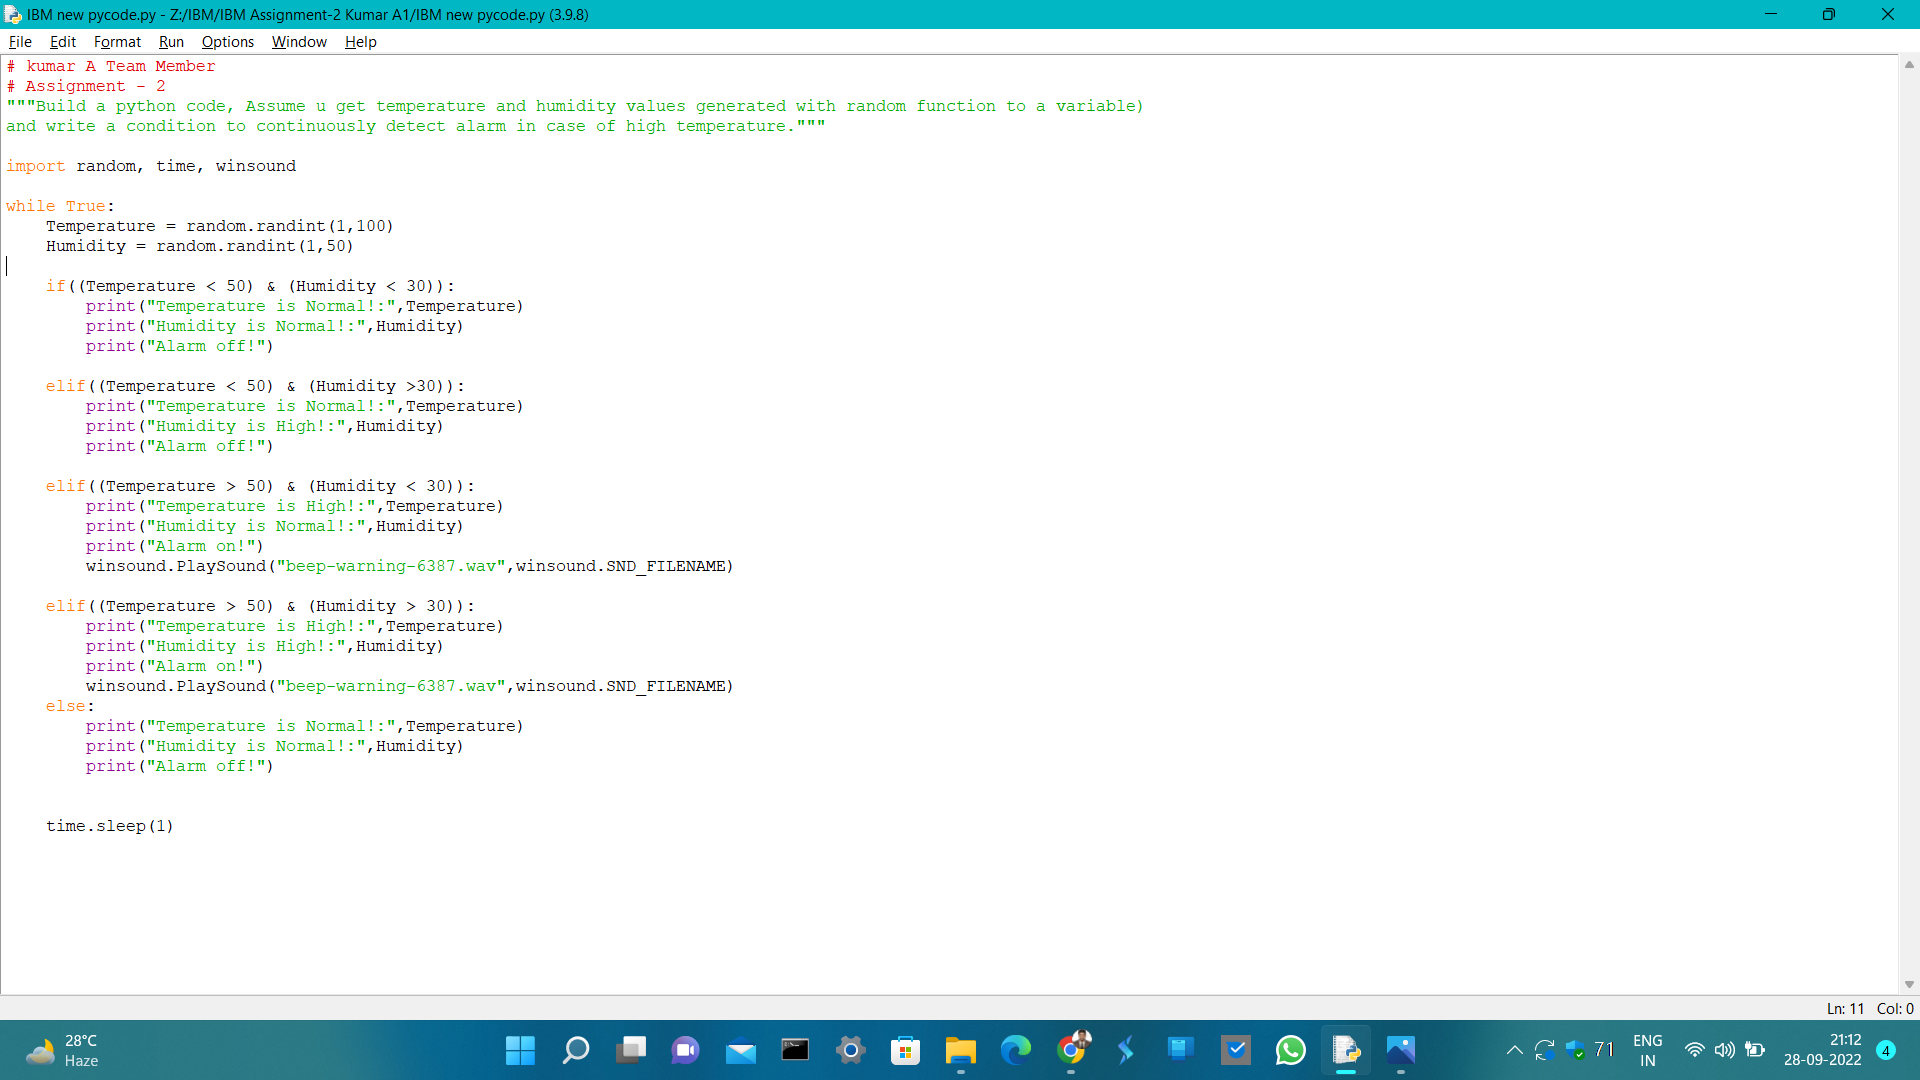 IBM new pycode.py - Z:/IBM/IBM Assignment-2 Kumar A1/IBM new pycode.py (3.9.8)
File Edit Format Run Options Window Help
# kumar A Team Member
# Assignment - 2
"""Build a python code, Assume u get temperature and humidity values generated with random function to a variable)
and write a condition to continuously detect alarm in case of high temperature."""
import random, time, winsound
while True:
    Temperature = random.randint(1,100)
    Humidity = random.randint(1,50)
    if((Temperature < 50) & (Humidity < 30)):
        print("Temperature is Normal!:",Temperature)
        print("Humidity is Normal!:",Humidity)
        print("Alarm off!")
    elif((Temperature < 50) & (Humidity >30)):
        print("Temperature is Normal!:",Temperature)
        print("Humidity is High!:",Humidity)
        print("Alarm off!")
    elif((Temperature > 50) & (Humidity < 30)):
        print("Temperature is High!:",Temperature)
        print("Humidity is Normal!:",Humidity)
        print("Alarm on!")
        winsound.PlaySound("beep-warning-6387.wav",winsound.SND_FILENAME)
    elif((Temperature > 50) & (Humidity > 30)):
        print("Temperature is High!:",Temperature)
        print("Humidity is High!:",Humidity)
        print("Alarm on!")
        winsound.PlaySound("beep-warning-6387.wav",winsound.SND_FILENAME)
    else:
        print("Temperature is Normal!:",Temperature)
        print("Humidity is Normal!:",Humidity)
        print("Alarm off!")
    time.sleep(1)
Ln: 11 Col: 0
28°C
Haze
71
ENG
IN
21:12
28-09-2022
4